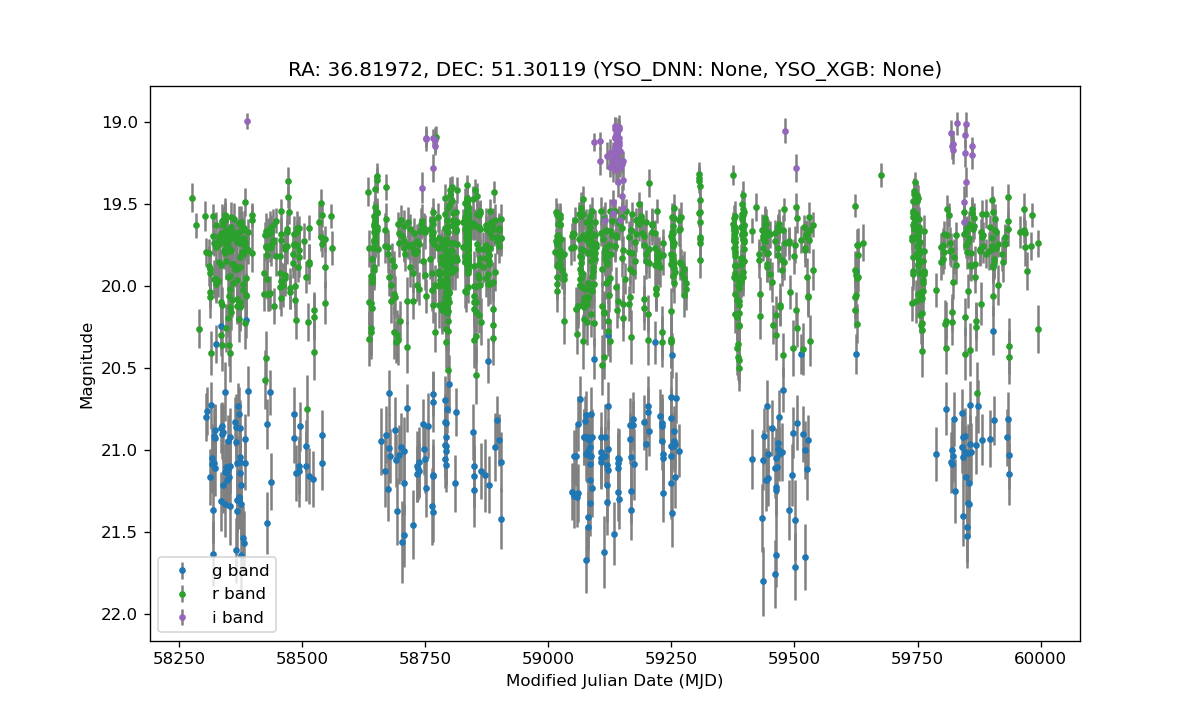 RA: 36.81972, DEC: 51.30119 (YSO_DNN: None, YSO_XGB: None)
19.0
19.5
20.0
20.5
21.0
21.5
22.0
Magnitude
g band
r band
i band
58250 58500 58750 59000 59250 59500 59750 60000
Modified Julian Date (MJD)